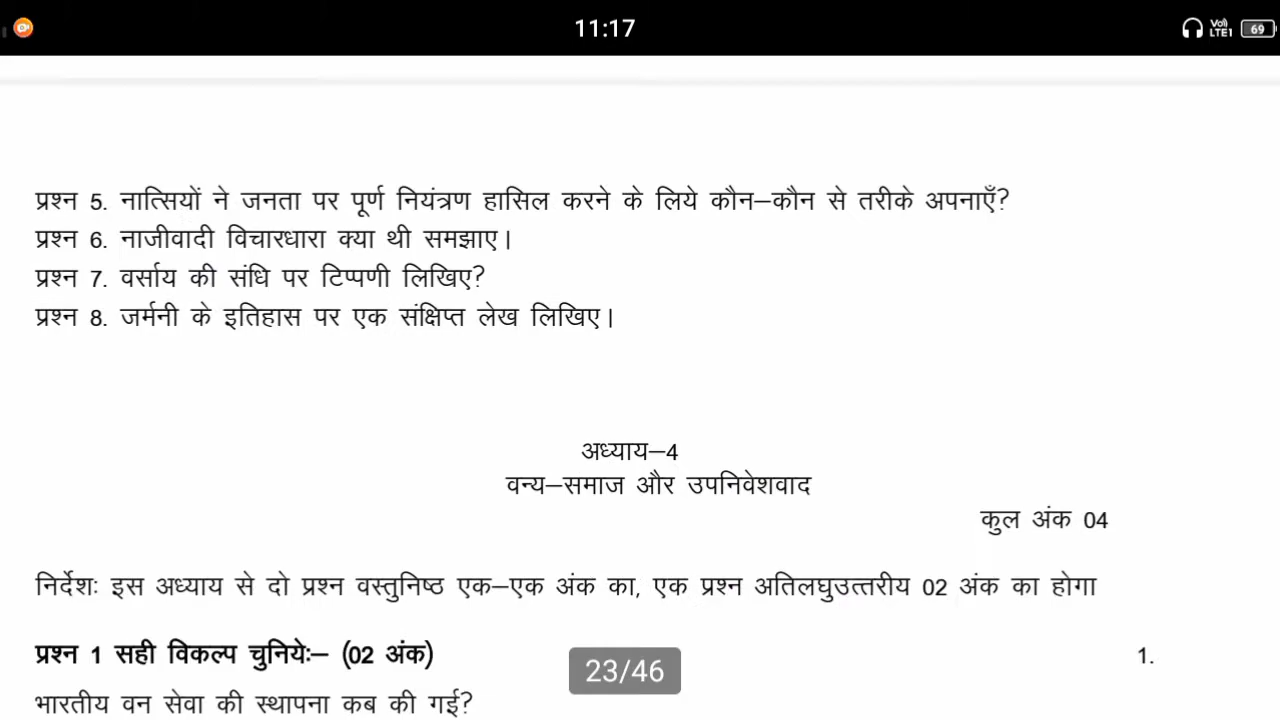 11:17
Vo) LTE1
69
प्रश्न 5. नात्सियों ने जनता पर पूर्ण नियंत्रण हासिल करने के लिये कौन–कौन से तरीके अपनाएँ?
प्रश्न 6. नाजीवादी विचारधारा क्या थी समझाए।
प्रश्न 7. वर्साय की संधि पर टिप्पणी लिखिए?
प्रश्न 8. जर्मनी के इतिहास पर एक संक्षिप्त लेख लिखिए।
अध्याय–4
वन्य–समाज और उपनिवेशवाद
कुल अंक 04
निर्देशः इस अध्याय से दो प्रश्न वस्तुनिष्ठ एक–एक अंक का, एक प्रश्न अतिलघुउत्तरीय 02 अंक का होगा
प्रश्न 1 सही विकल्प चुनियेः– (02 अंक) 1.
23/46
भारतीय वन सेवा की स्थापना कब की गई?